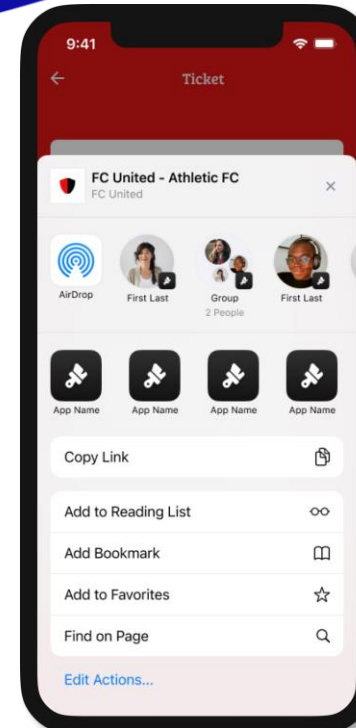 9:41
Ticket
FC United - Athletic FC
FC United
AirDrop
First Last
Group
2 People
First Last
App Name
App Name
App Name
App Name
Copy Link
Add to Reading List
Add Bookmark
Add to Favorites
Find on Page
Edit Actions...